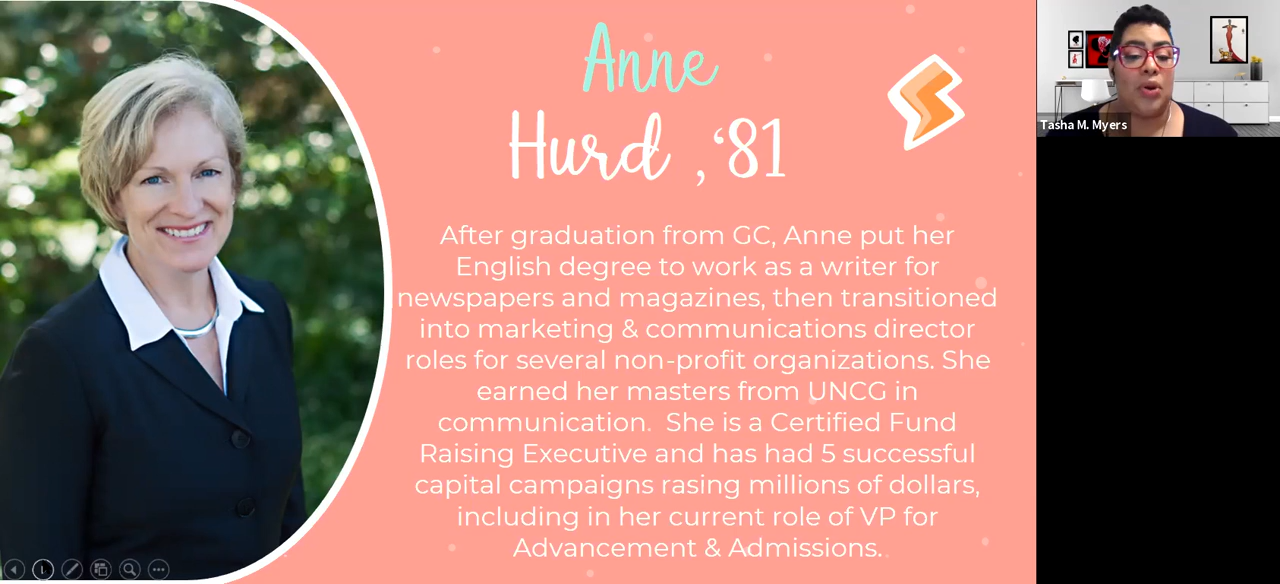 Anne
Hurd , ‘81
After graduation from GC, Anne put her
English degree to work as a writer for
newspapers and magazines, then transitioned
into marketing & communications director
roles for several non-profit organizations. She
earned her masters from UNCG in
communication.  She is a Certified Fund
Raising Executive and has had 5 successful
capital campaigns rasing millions of dollars,
including in her current role of VP for
Advancement & Admissions.
Tasha M. Myers